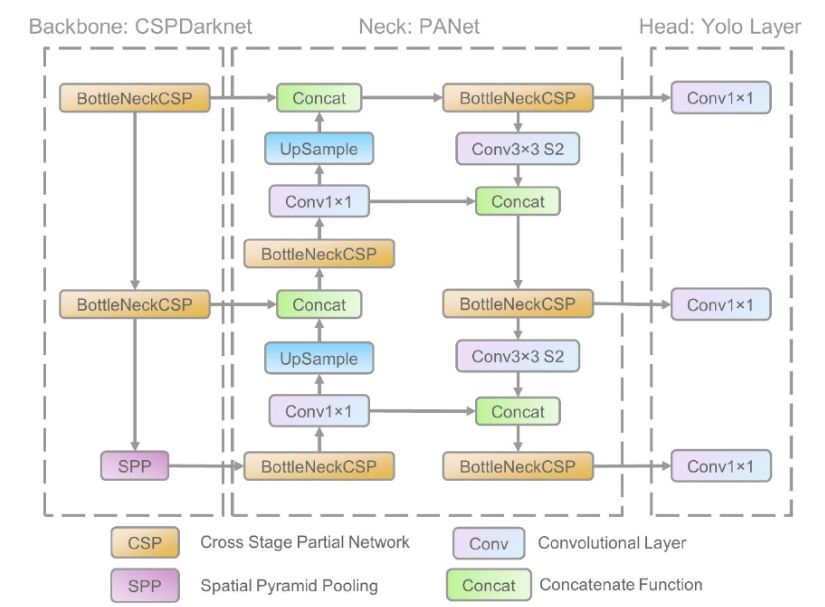 Backbone: CSPDarknet Neck: PANet Head: Yolo Layer
BottleNeckCSP Concat BottleNeckCSP Conv1×1
UpSample Conv3×3 S2
Conv1×1 Concat
BottleNeckCSP
BottleNeckCSP Concat BottleNeckCSP Conv1×1
UpSample Conv3×3 S2
Conv1×1 Concat
SPP BottleNeckCSP BottleNeckCSP Conv1×1
CSP Cross Stage Partial Network Conv Convolutional Layer
SPP Spatial Pyramid Pooling Concat Concatenate Function